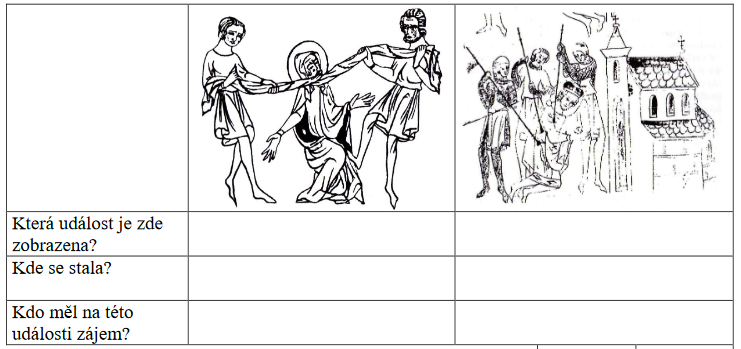 Která událost je zde
zobrazena?
Kde se stala?
Kdo měl na této
události zájem?